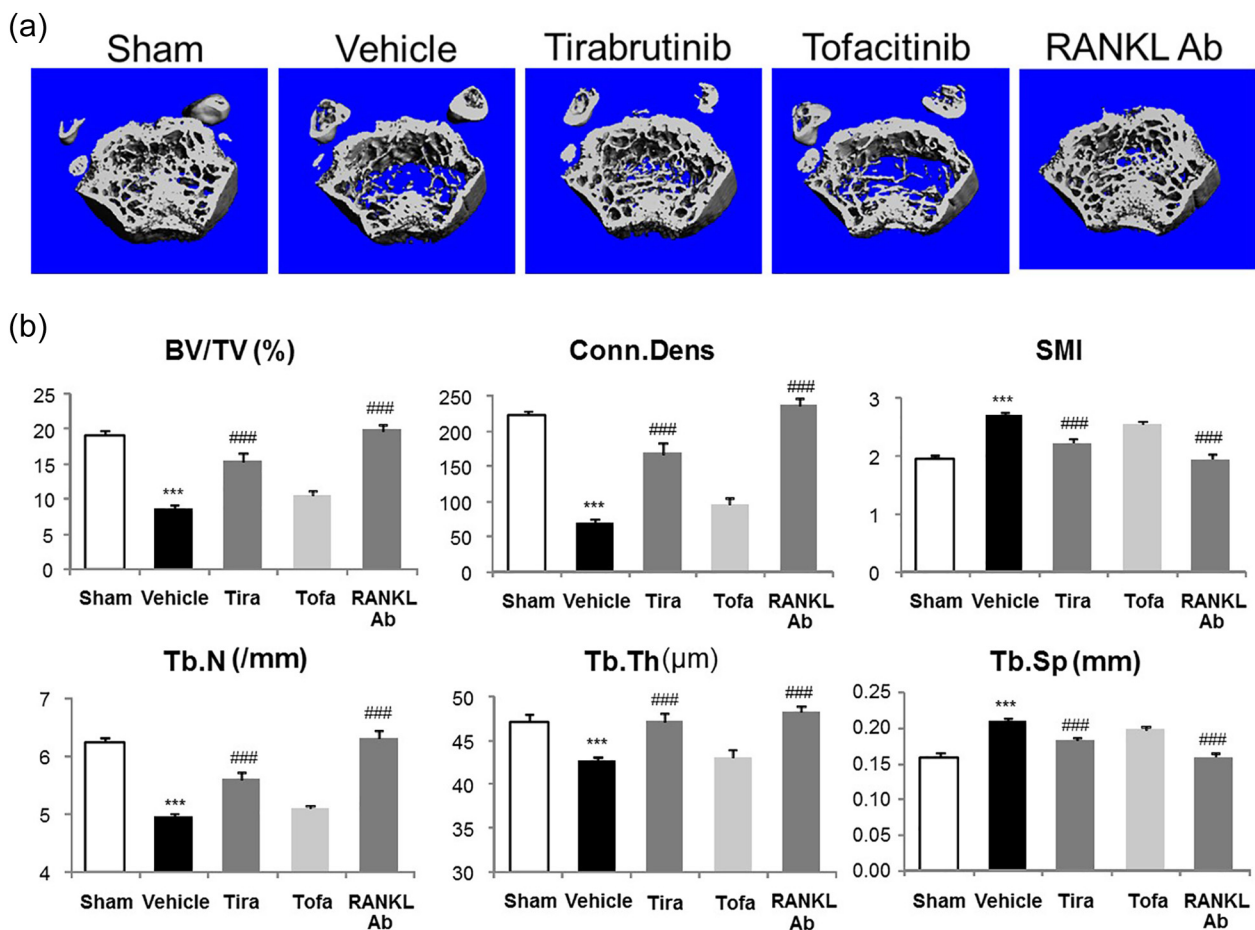 (a)
Sham Vehicle Tirabrutinib Tofacitinib RANKL Ab
(b)
BV/TV (%)
25
20
15
10
5
0
***
###
###
Sham Vehicle Tira Tofa RANKL
Ab
Conn.Dens
250
200
150
100
50
0
***
###
###
Sham Vehicle Tira Tofa RANKL
Ab
SMI
3
2
1
0
***
###
###
Sham Vehicle Tira Tofa RANKL
Ab
Tb.N (/mm)
7
6
5
4
***
###
###
Sham Vehicle Tira Tofa RANKL
Ab
Tb.Th (μm)
50
45
40
35
30
***
###
###
Sham Vehicle Tira Tofa RANKL
Ab
Tb.Sp (mm)
0.25
0.20
0.15
0.10
0.05
0.00
***
###
###
Sham Vehicle Tira Tofa RANKL
Ab